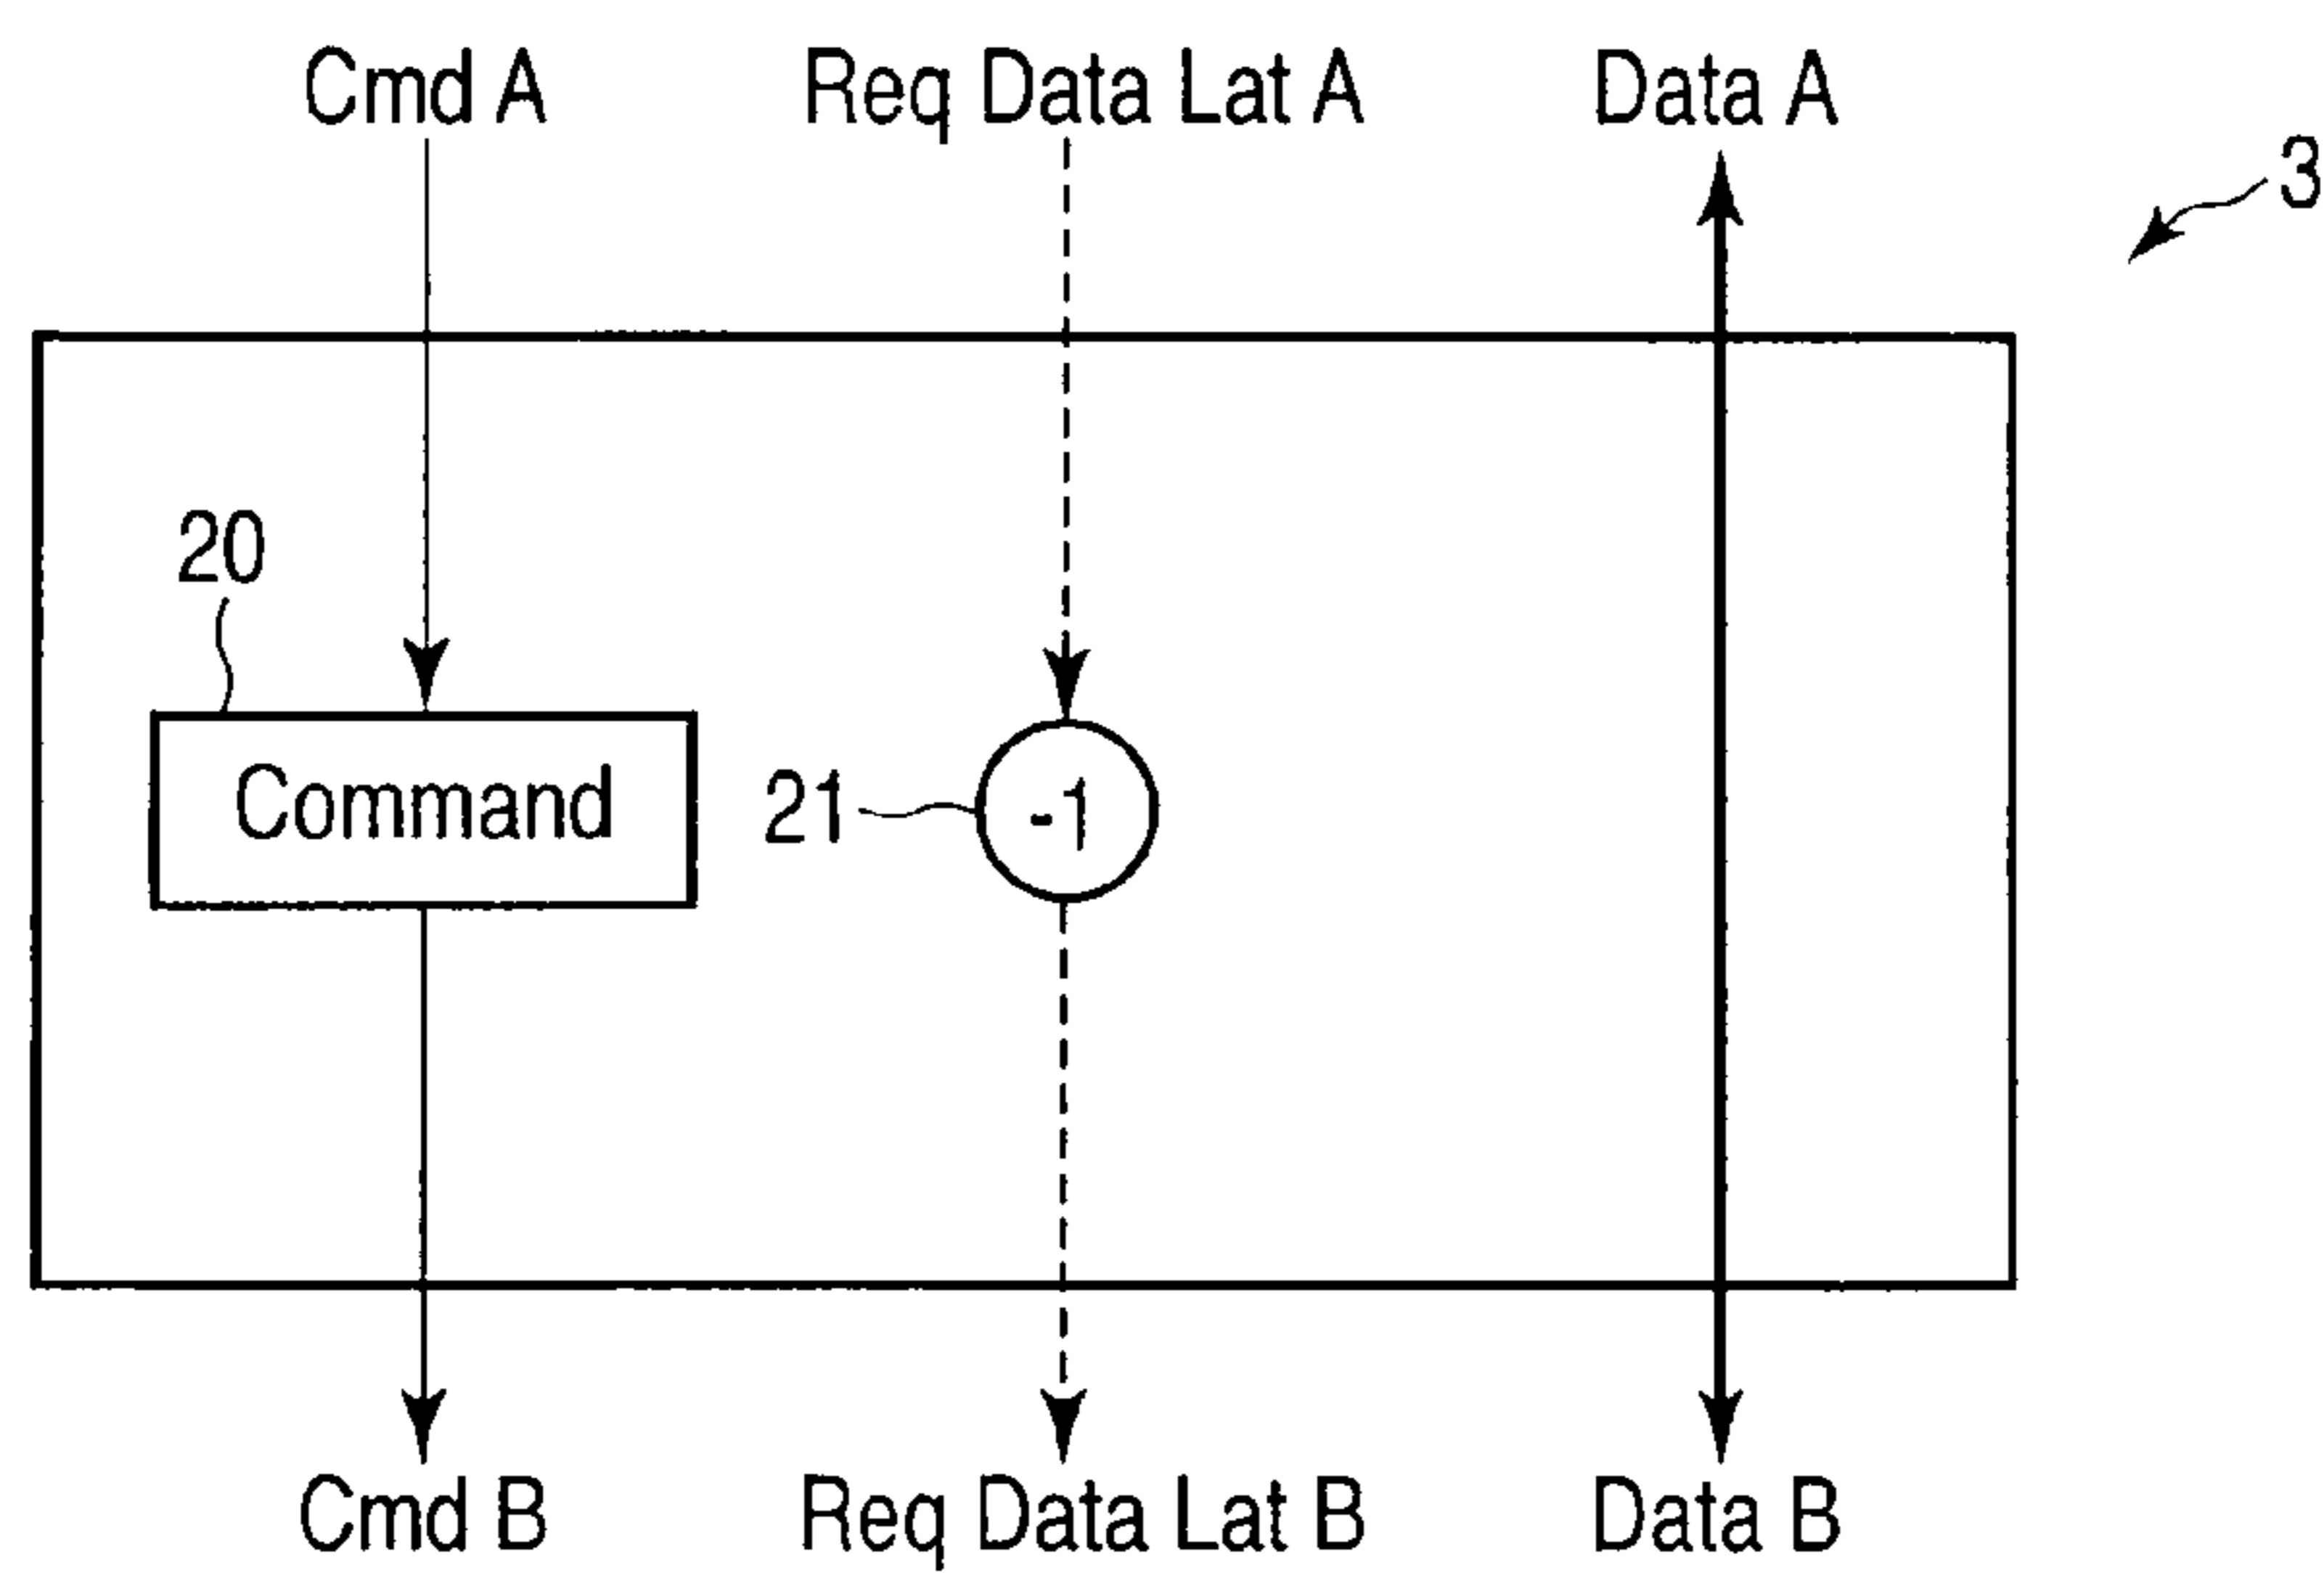 Cmd A Req Data Lat A Data A
3
20
Command
21
-1
Cmd B Req Data Lat B Data B